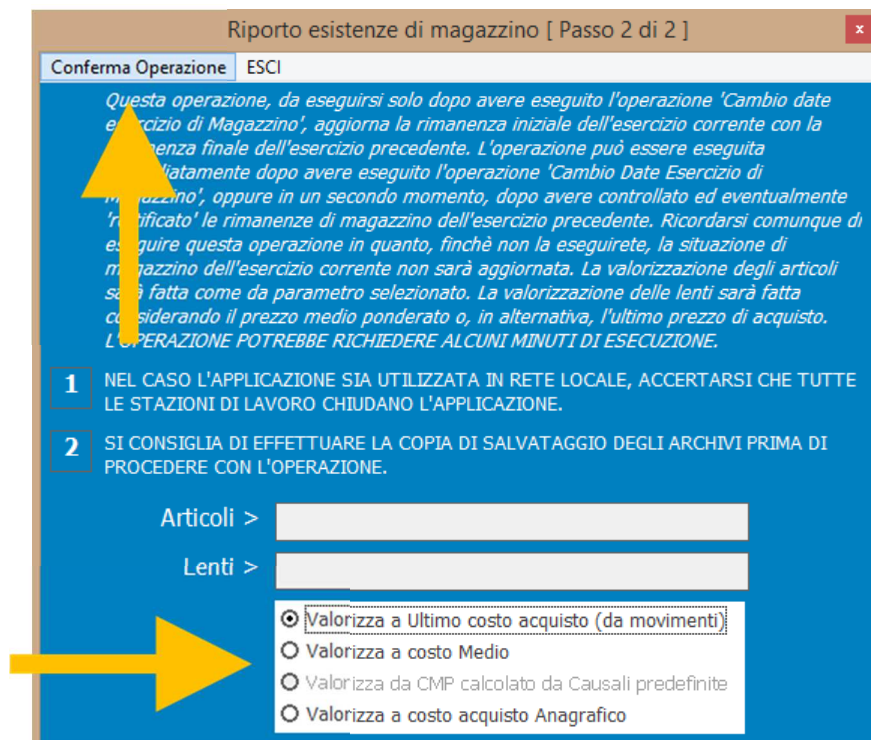 Riporto esistenze di magazzino [ Passo 2 di 2 ]
x
Conferma Operazione ESCI
Questa operazione, da eseguirsi solo dopo avere eseguito l'operazione 'Cambio date
esercizio di Magazzino', aggiorna la rimanenza iniziale dell'esercizio corrente con la
finale dell'esercizio precedente. L'operazione può essere eseguita
dopo avere eseguito l'operazione 'Cambio Date Esercizio di
Magazzino', oppure in un secondo momento, dopo avere controllato ed eventualmente
'rettificato' le rimanenze di magazzino dell'esercizio precedente. Ricordarsi comunque di
eseguire questa operazione in quanto, finchè non la eseguirete, la situazione di
magazzino dell'esercizio corrente non sarà aggiornata. La valorizzazione degli articoli
sarà fatta come da parametro selezionato. La valorizzazione delle lenti sarà fatta
considerando il prezzo medio ponderato o, in alternativa, l'ultimo prezzo di acquisto.
L'OPERAZIONE POTREBBE RICHIEDERE ALCUNI MINUTI DI ESECUZIONE.
1 NEL CASO L'APPLICAZIONE SIA UTILIZZATA IN RETE LOCALE, ACCERTARSI CHE TUTTE
LE STAZIONI DI LAVORO CHIUDANO L'APPLICAZIONE.
2 SI CONSIGLIA DI EFFETTUARE LA COPIA DI SALVATAGGIO DEGLI ARCHIVI PRIMA DI
PROCEDERE CON L'OPERAZIONE.
Articoli >
Lenti >
Valorizza a Ultimo costo acquisto (da movimenti)
Valorizza a costo Medio
Valorizza da CMP calcolato da Causali predefinite
Valorizza a costo acquisto Anagrafico